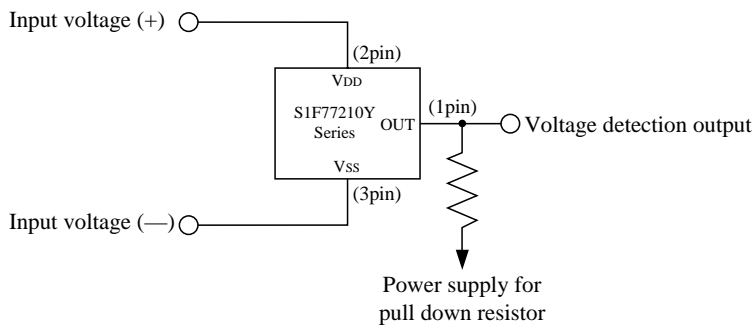 Input voltage (+)
(2pin)
VDD
S1F77210Y
Series
OUT
(1pin)
Voltage detection output
VSS
(3pin)
Input voltage (—)
Power supply for
pull down resistor